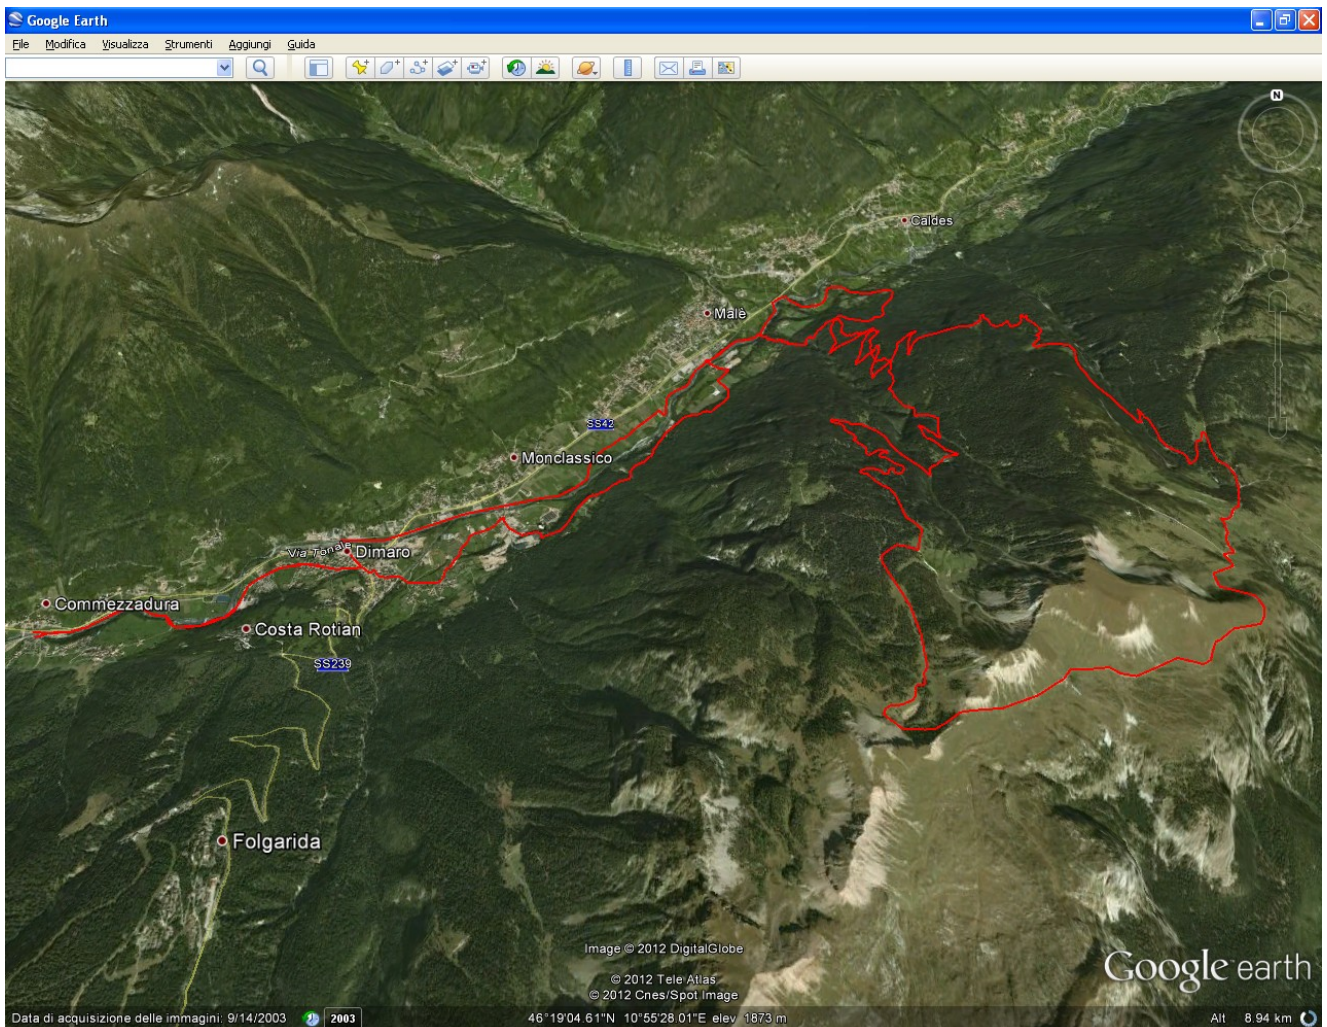 Google Earth
File Modifica Visualizza Strumenti Aggiungi Guida
N
Caldes
Malè
SS42
Monclassico
Via Tonale
Dimaro
Commezzadura
Costa Rotian
SS239
Folgarida
Image © 2012 DigitalGlobe
© 2012 Tele Atlas
© 2012 Cnes/Spot Image
Google earth
Data di acquisizione delle immagini: 9/14/2003 2003 46°19'04.61"N 10°55'28.01"E elev 1873 m Alt 8.94 km